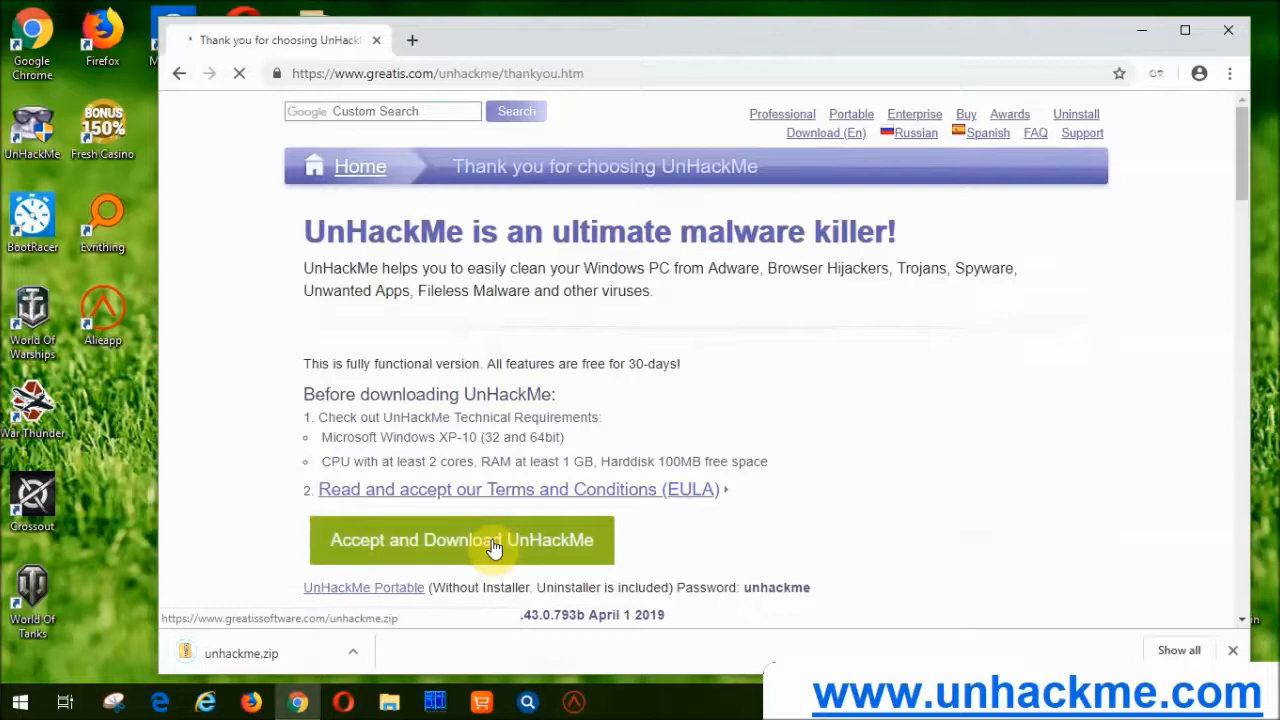 Thank you for choosing UnHack
https://www.greatis.com/unhackme/thankyou.htm
Google Custom Search
Search
Professional Portable Enterprise Buy Awards Uninstall
Download (En) Russian Spanish FAQ Support
Home
Thank you for choosing UnHackMe
UnHackMe is an ultimate malware killer!
UnHackMe helps you to easily clean your Windows PC from Adware, Browser Hijackers, Trojans, Spyware,
Unwanted Apps, Fileless Malware and other viruses.
This is fully functional version. All features are free for 30-days!
Before downloading UnHackMe:
1. Check out UnHackMe Technical Requirements:
Microsoft Windows XP-10 (32 and 64bit)
CPU with at least 2 cores, RAM at least 1 GB, Harddisk 100MB free space
2. Read and accept our Terms and Conditions (EULA)
Accept and Download UnHackMe
UnHackMe Portable (Without Installer. Uninstaller is included) Password: unhackme
.43.0.793b April 1 2019
https://www.greatissoftware.com/unhackme.zip
unhackme.zip
Show all
Google
Chrome
Firefox
UnHackMe
BONUS
150%
Fresh Casino
BootRacer
Evrithing
World Of
Warships
Alieapp
War Thunder
Crossout
World Of
Tanks
www.unhackme.com